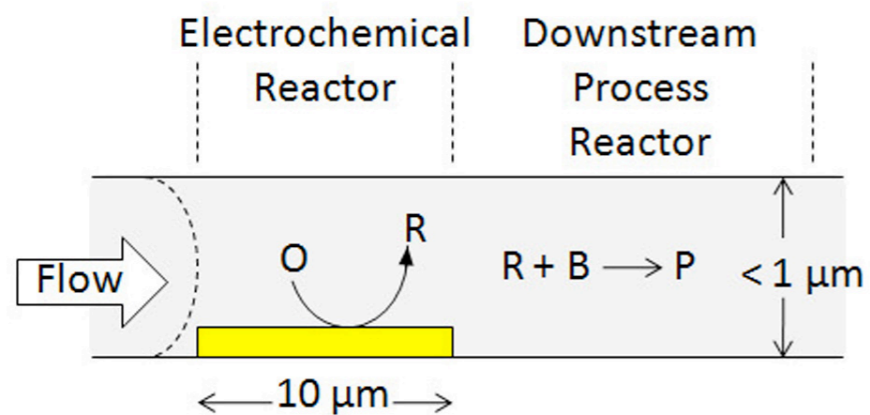 Electrochemical
Reactor
Downstream
Process
Reactor
Flow
O
R
R + B → P
< 1 μm
10 μm